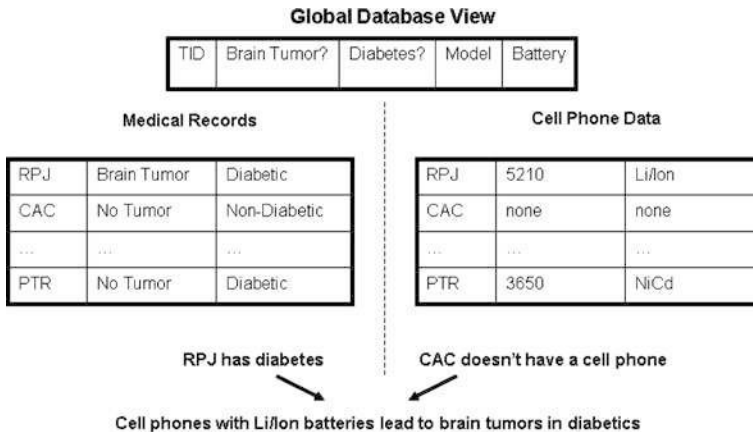 Global Database View
TID Brain Tumor? Diabetes? Model Battery
Medical Records
RPJ Brain Tumor Diabetic
CAC No Tumor Non-Diabetic
... ... ...
PTR No Tumor Diabetic
Cell Phone Data
RPJ 5210 Li/Ion
CAC none none
... ... ...
PTR 3650 NiCd
RPJ has diabetes
CAC doesn't have a cell phone
Cell phones with Li/Ion batteries lead to brain tumors in diabetics